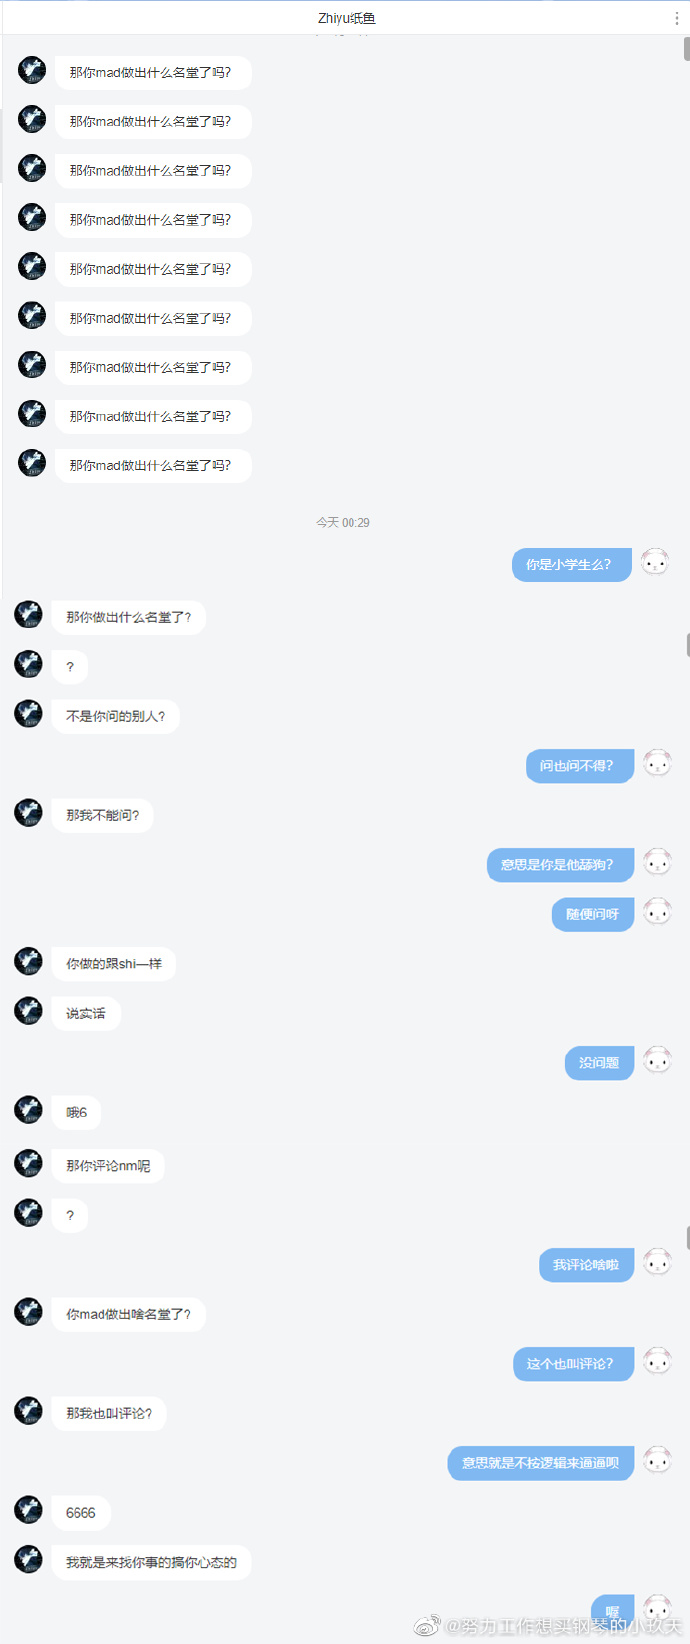 Zhiyu纸鱼
那你mad做出什么名堂了吗?
那你mad做出什么名堂了吗?
那你mad做出什么名堂了吗?
那你mad做出什么名堂了吗?
那你mad做出什么名堂了吗?
那你mad做出什么名堂了吗?
那你mad做出什么名堂了吗?
那你mad做出什么名堂了吗?
那你mad做出什么名堂了吗?
今天 00:29
你是小学生么?
那你做出什么名堂了?
?
不是你问的别人?
问也问不得?
那我不能问?
意思是你是他舔狗?
随便问呀
你做的跟shi一样
说实话
没问题
哦6
那你评论nm呢
?
我评论啥啦
你mad做出啥名堂了?
这个也叫评论?
那我也叫评论?
意思就是不按逻辑来逼逼呗
6666
我就是来找你事的搞你心态的
喔
@努力工作想买钢琴的小玖天